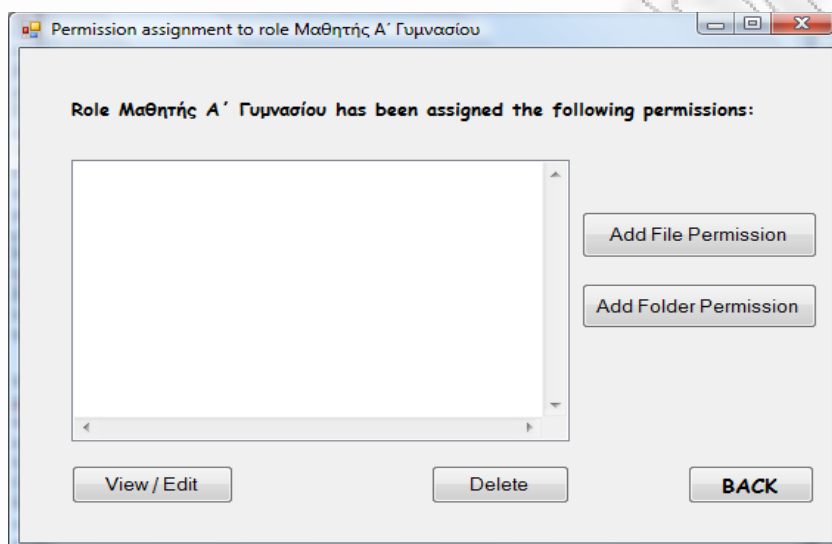 Permission assignment to role Μαθητής Α΄ Γυμνασίου
Role Μαθητής Α΄ Γυμνασίου has been assigned the following permissions:
Add File Permission
Add Folder Permission
View / Edit
Delete
BACK